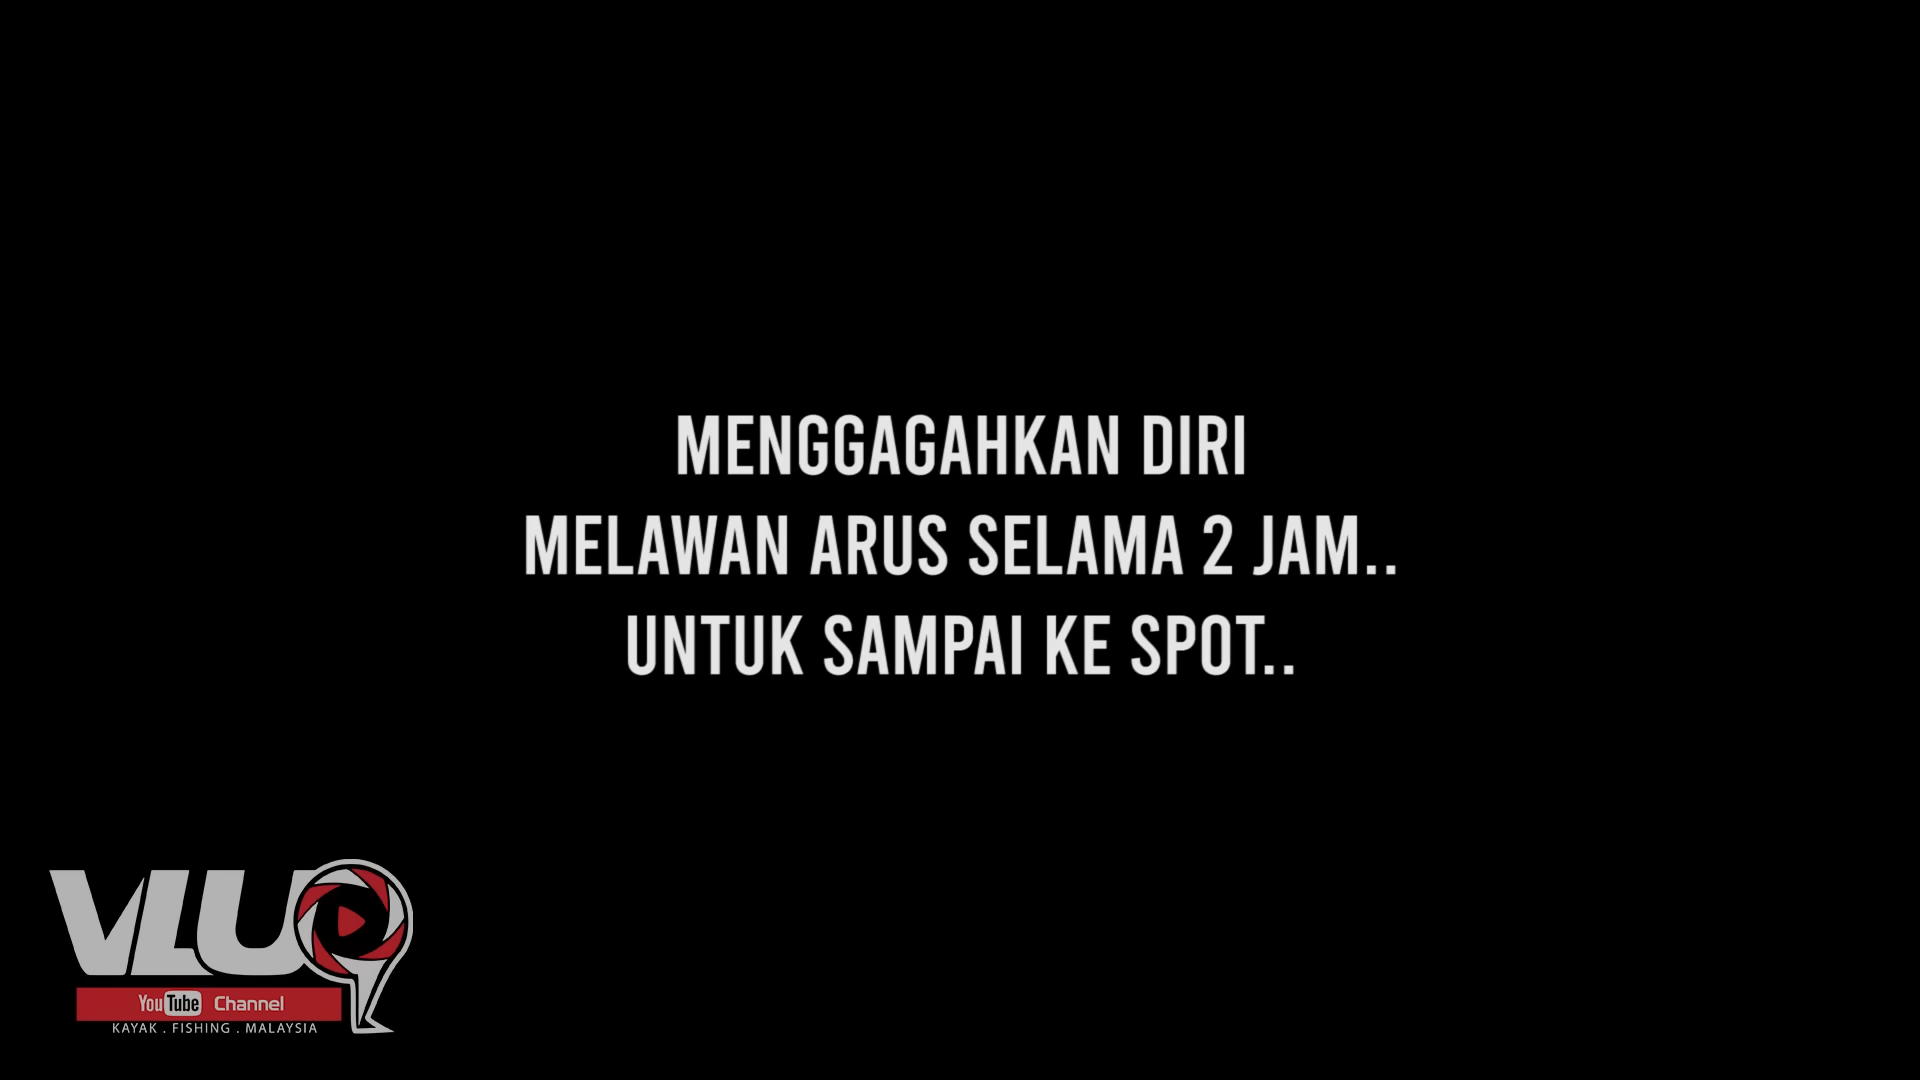 MENGGAGAHKAN DIRI
MELAWAN ARUS SELAMA 2 JAM..
UNTUK SAMPAI KE SPOT..
VLUQ
YouTube Channel
KAYAK . FISHING . MALAYSIA